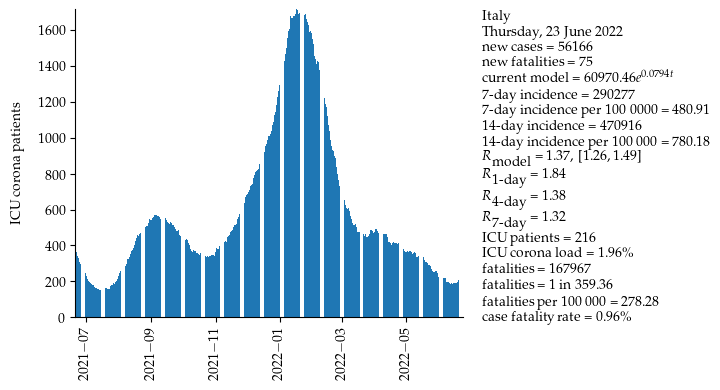 1600
1400
1200
1000
800
600
400
200
0
ICU corona patients
2021−07
2021−09
2021−11
2022−01
2022−03
2022−05
Italy
Thursday, 23 June 2022
new cases = 56166
new fatalities = 75
current model = 60970.46e^0.0794t
7-day incidence = 290277
7-day incidence per 100 0000 = 480.91
14-day incidence = 470916
14-day incidence per 100 000 = 780.18
R_model = 1.37, [1.26, 1.49]
R_1-day = 1.84
R_4-day = 1.38
R_7-day = 1.32
ICU patients = 216
ICU corona load = 1.96%
fatalities = 167967
fatalities = 1 in 359.36
fatalities per 100 000 = 278.28
case fatality rate = 0.96%